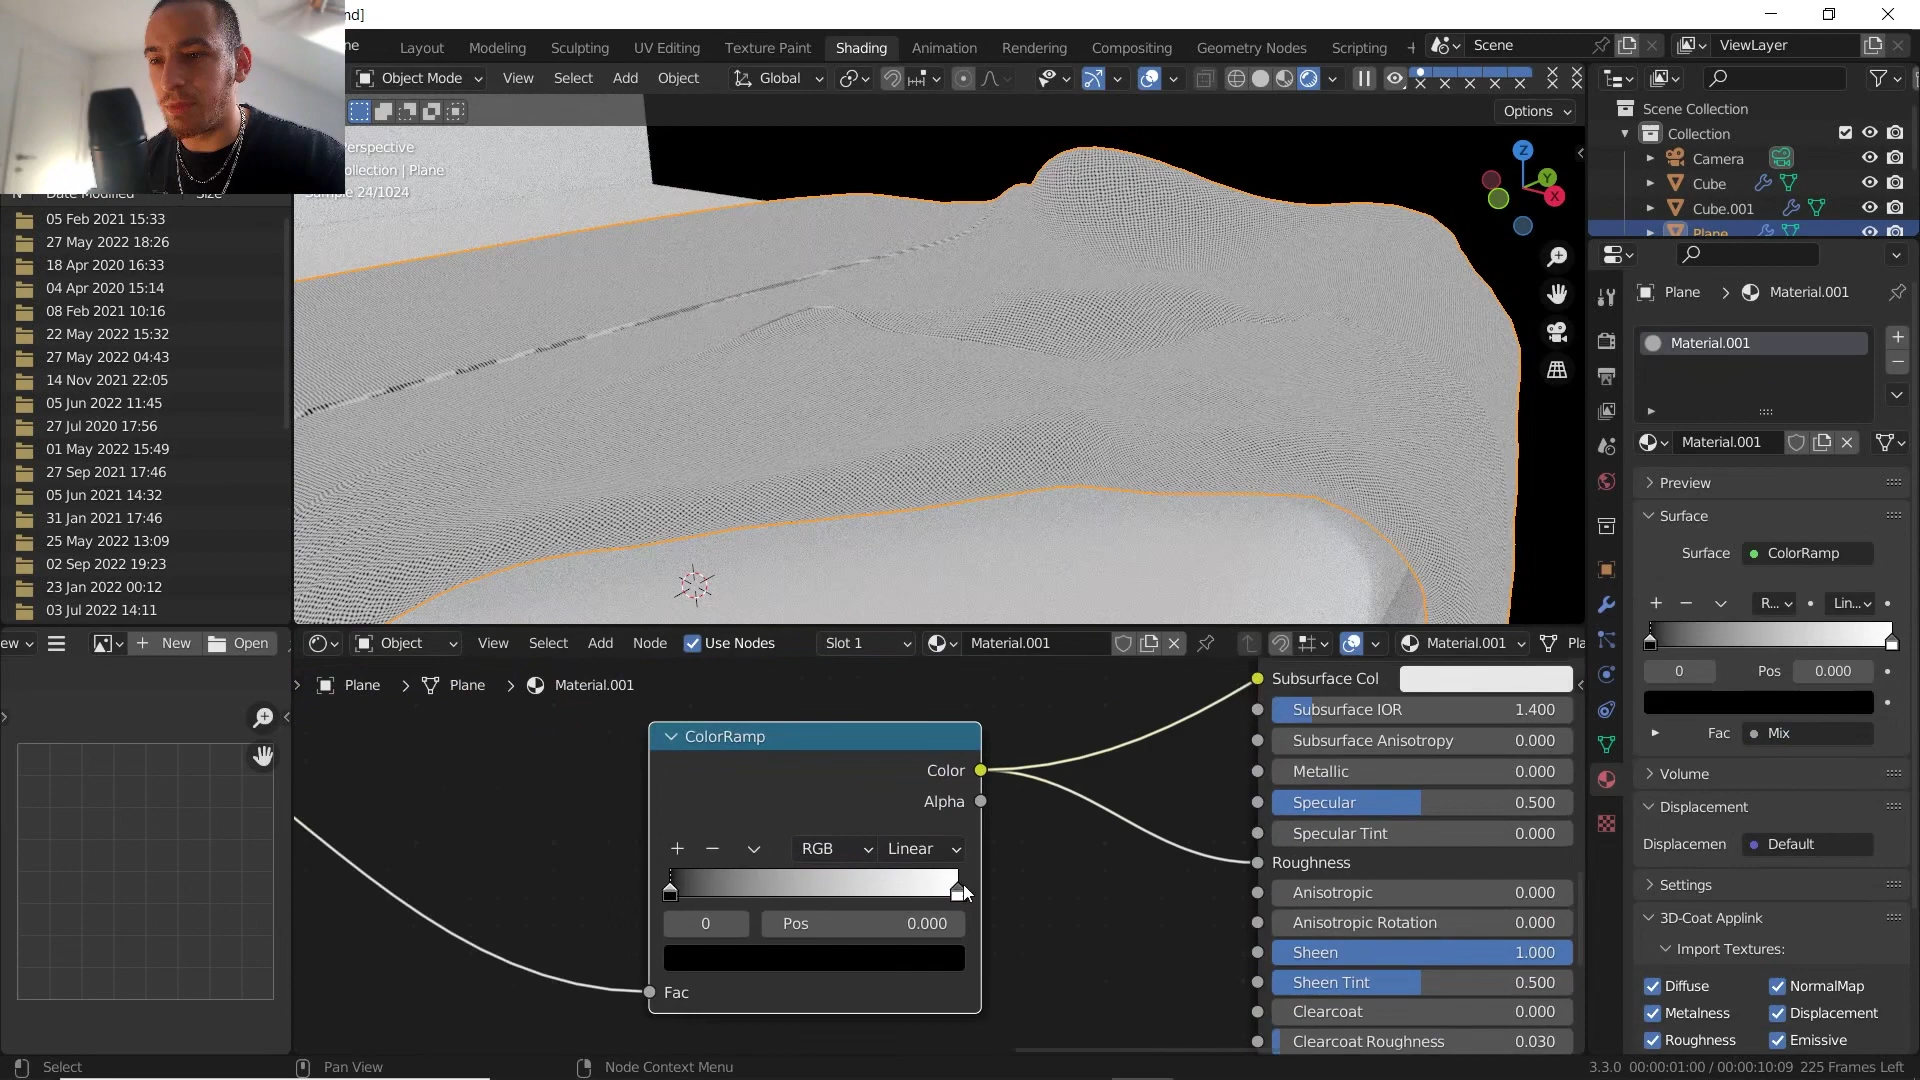 nd]
ne Layout Modeling Sculpting UV Editing Texture Paint Shading Animation Rendering Compositing Geometry Nodes Scripting + Scene ViewLayer
Object Mode View Select Add Object Global
Options
erspective
ollection | Plane
ple 24/1024
Scene Collection
Collection
Camera
Cube
Cube.001
Plane
N Date Modified Size
05 Feb 2021 15:33
27 May 2022 18:26
18 Apr 2020 16:33
04 Apr 2020 15:14
08 Feb 2021 10:16
22 May 2022 15:32
27 May 2022 04:43
14 Nov 2021 22:05
05 Jun 2022 11:45
27 Jul 2020 17:56
01 May 2022 15:49
27 Sep 2021 17:46
05 Jun 2021 14:32
31 Jan 2021 17:46
25 May 2022 13:09
02 Sep 2022 19:23
23 Jan 2022 00:12
03 Jul 2022 14:11
Z
Y
X
Plane > Material.001
Material.001
Material.001
Preview
Surface
Surface ColorRamp
R... Lin...
0 Pos 0.000
Fac Mix
Volume
Displacement
Displacemen Default
Settings
3D-Coat Applink
Import Textures:
Diffuse NormalMap
Metalness Displacement
Roughness Emissive
ew New Open
Object View Select Add Node Use Nodes Slot 1 Material.001 Material.001 Pla
Plane > Plane > Material.001
ColorRamp
Color
Alpha
RGB Linear
0 Pos 0.000
Fac
Subsurface Col
Subsurface IOR 1.400
Subsurface Anisotropy 0.000
Metallic 0.000
Specular 0.500
Specular Tint 0.000
Roughness
Anisotropic 0.000
Anisotropic Rotation 0.000
Sheen 1.000
Sheen Tint 0.500
Clearcoat 0.000
Clearcoat Roughness 0.030
Select Pan View Node Context Menu 3.3.0 00:00:01:00 / 00:00:10:09 225 Frames Left